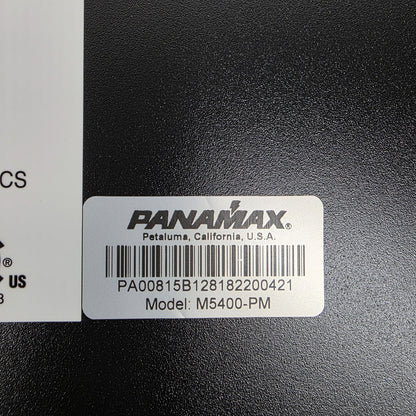 CS
®
US
PANAMAX®
Petaluma, California, U.S.A.
PA00815B128182200421
Model: M5400-PM